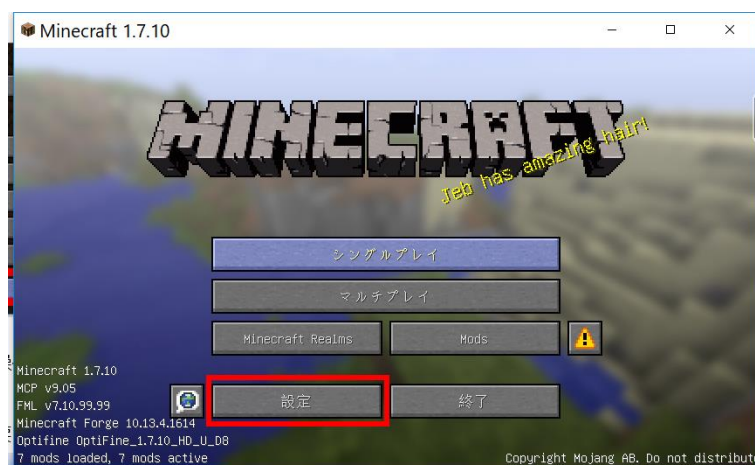 Minecraft 1.7.10
MINECRAFT
Jeb has amazing hair!
シングルプレイ
マルチプレイ
Minecraft Realms
Mods
設定
終了
Minecraft 1.7.10
MCP v9.05
FML v7.10.99.99
Minecraft Forge 10.13.4.1614
Optifine OptiFine_1.7.10_HD_U_D8
7 mods loaded, 7 mods active
Copyright Mojang AB. Do not distribut